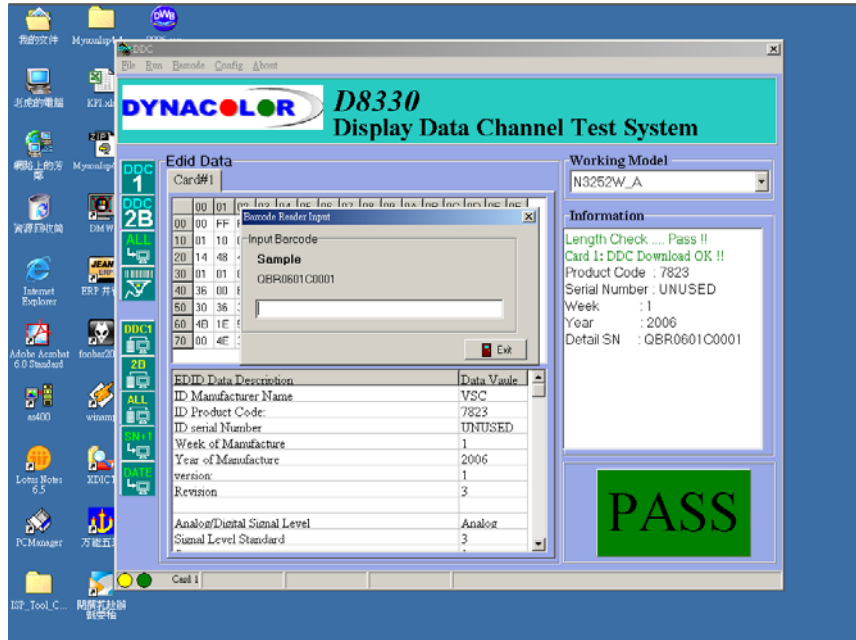 我的文件
DWB
DDC
File Run Barcode Config About
DYNACOLOR
D8330
Display Data Channel Test System
老虎的電腦
網路上的芳鄰
資源回收筒
DMW
Internet Explorer
Adobe Acrobat 6.0 Standard
as400
Lotus Notes 6.5
PCManager
ISP_Tool_C...
DDC 1
DDC 2B
ALL
DDC1
2B
ALL
SN+1
DATE
Edid Data
Card#1
00 01
00 00 FF
10 01 10
20 14 48
30 01 01
40 36 00
50 30 36
60 4B 1E
70 00 4E
Barcode Reader Input
Input Barcode
Sample
QBR0601C0001
Exit
EDID Data Description Data Vaule
ID Manufacturer Name VSC
ID Product Code: 7823
ID serial Number UNUSED
Week of Manufacture 1
Year of Manufacture 2006
version: 1
Revision 3
Analog/Digital Signal Level Analog
Signal Level Standard 3
Working Model
N3252W_A
Information
Length Check .... Pass !!
Card 1: DDC Download OK !!
Product Code : 7823
Serial Number : UNUSED
Week : 1
Year : 2006
Detail SN : QBR0601C0001
PASS
Card 1